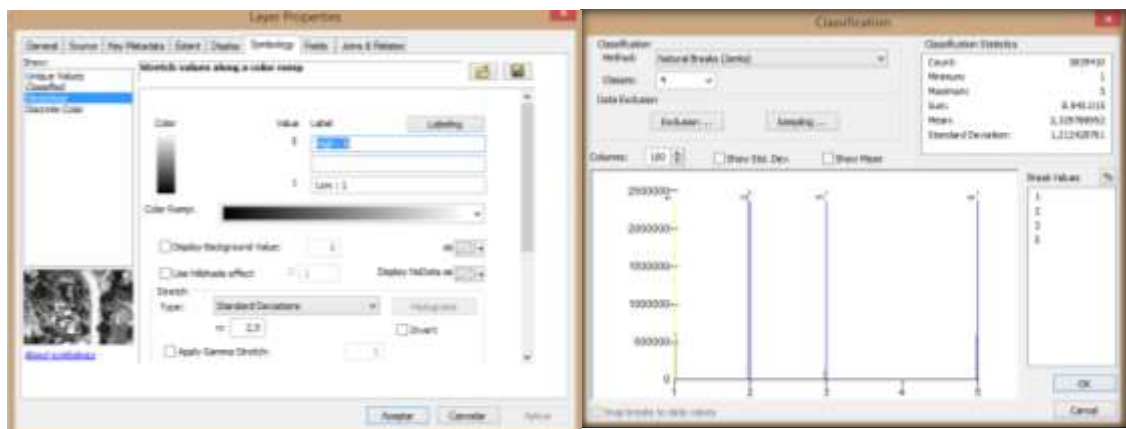 Layer Properties
General Source Key Metadata Extent Display Symbology Fields Joins & Relates
Show:
Unique Values
Classified
Stretched
Discrete Color
Stretch values along a color ramp
Color Value Label Labeling
5 High : 5
1 Low : 1
Color Ramp:
Display Background Value: as
Use hillshade effect Z: 1 Display NoData as
Stretch
Type: Standard Deviations Histograms
n: 2,5 Invert
Apply Gamma Stretch: 1
About symbology
Aceptar Cancelar Aplicar
Classification
Classification
Method: Natural Breaks (Jenks)
Classes: 4
Data Exclusion
Exclusion ... Sampling ...
Columns: 100 Show Std. Dev. Show Mean
Classification Statistics
Count:
Minimum: 1
Maximum: 5
Sum:
Mean:
Standard Deviation:
Break Values %
1
2
3
5
2500000
2000000
1500000
1000000
500000
0
1 2 3 4 5
Snap breaks to data values
OK
Cancel